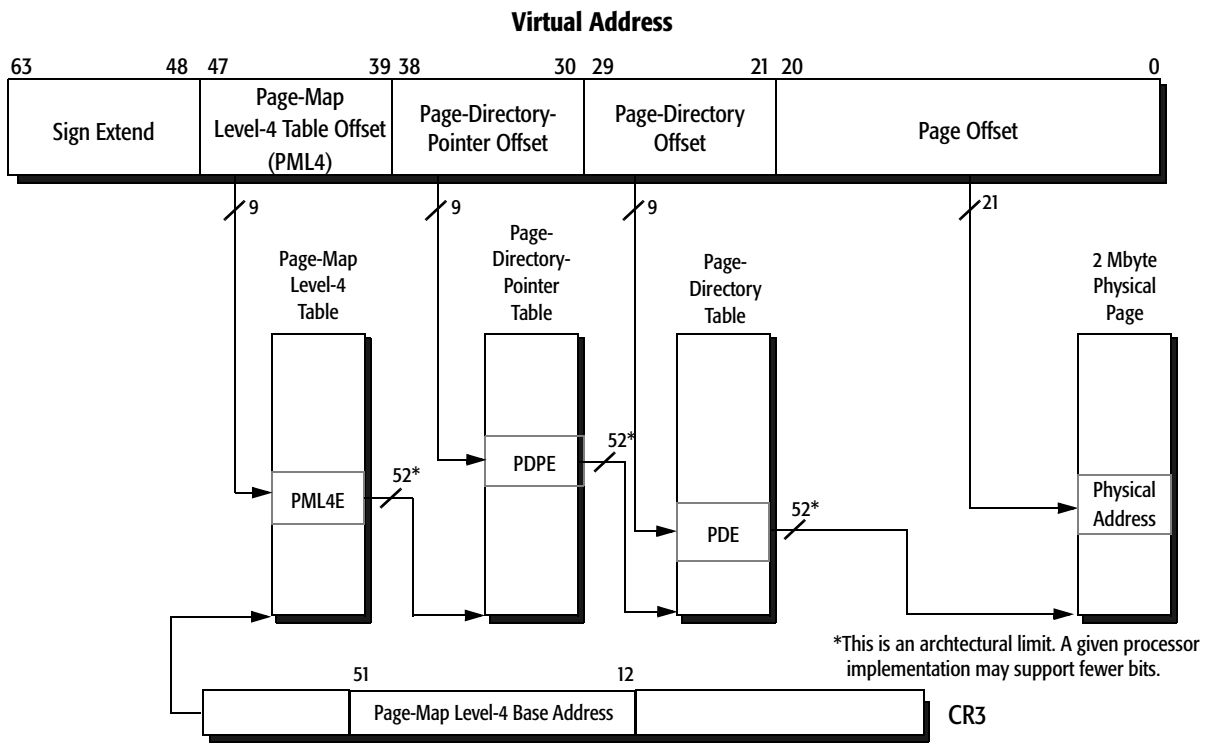 Virtual Address
63 48 47 39 38 30 29 21 20 0
Sign Extend
Page-Map
Level-4 Table Offset
(PML4)
Page-Directory-
Pointer Offset
Page-Directory
Offset
Page Offset
9
9
9
21
Page-Map
Level-4
Table
Page-
Directory-
Pointer
Table
Page-
Directory
Table
2 Mbyte
Physical
Page
PML4E
52*
PDPE
52*
PDE
52*
Physical
Address
*This is an archtectural limit. A given processor
implementation may support fewer bits.
51 12
Page-Map Level-4 Base Address
CR3